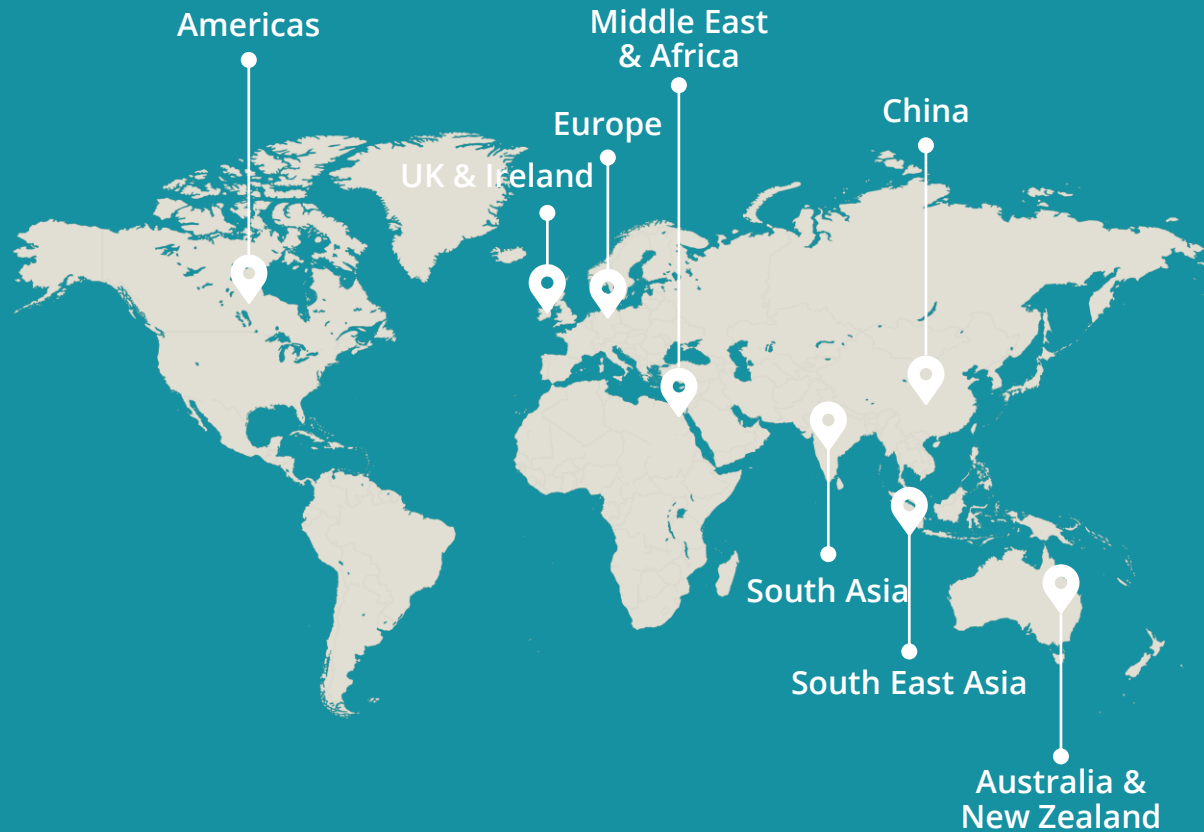 Americas
Middle East
& Africa
Europe
China
UK & Ireland
South Asia
South East Asia
Australia &
New Zealand